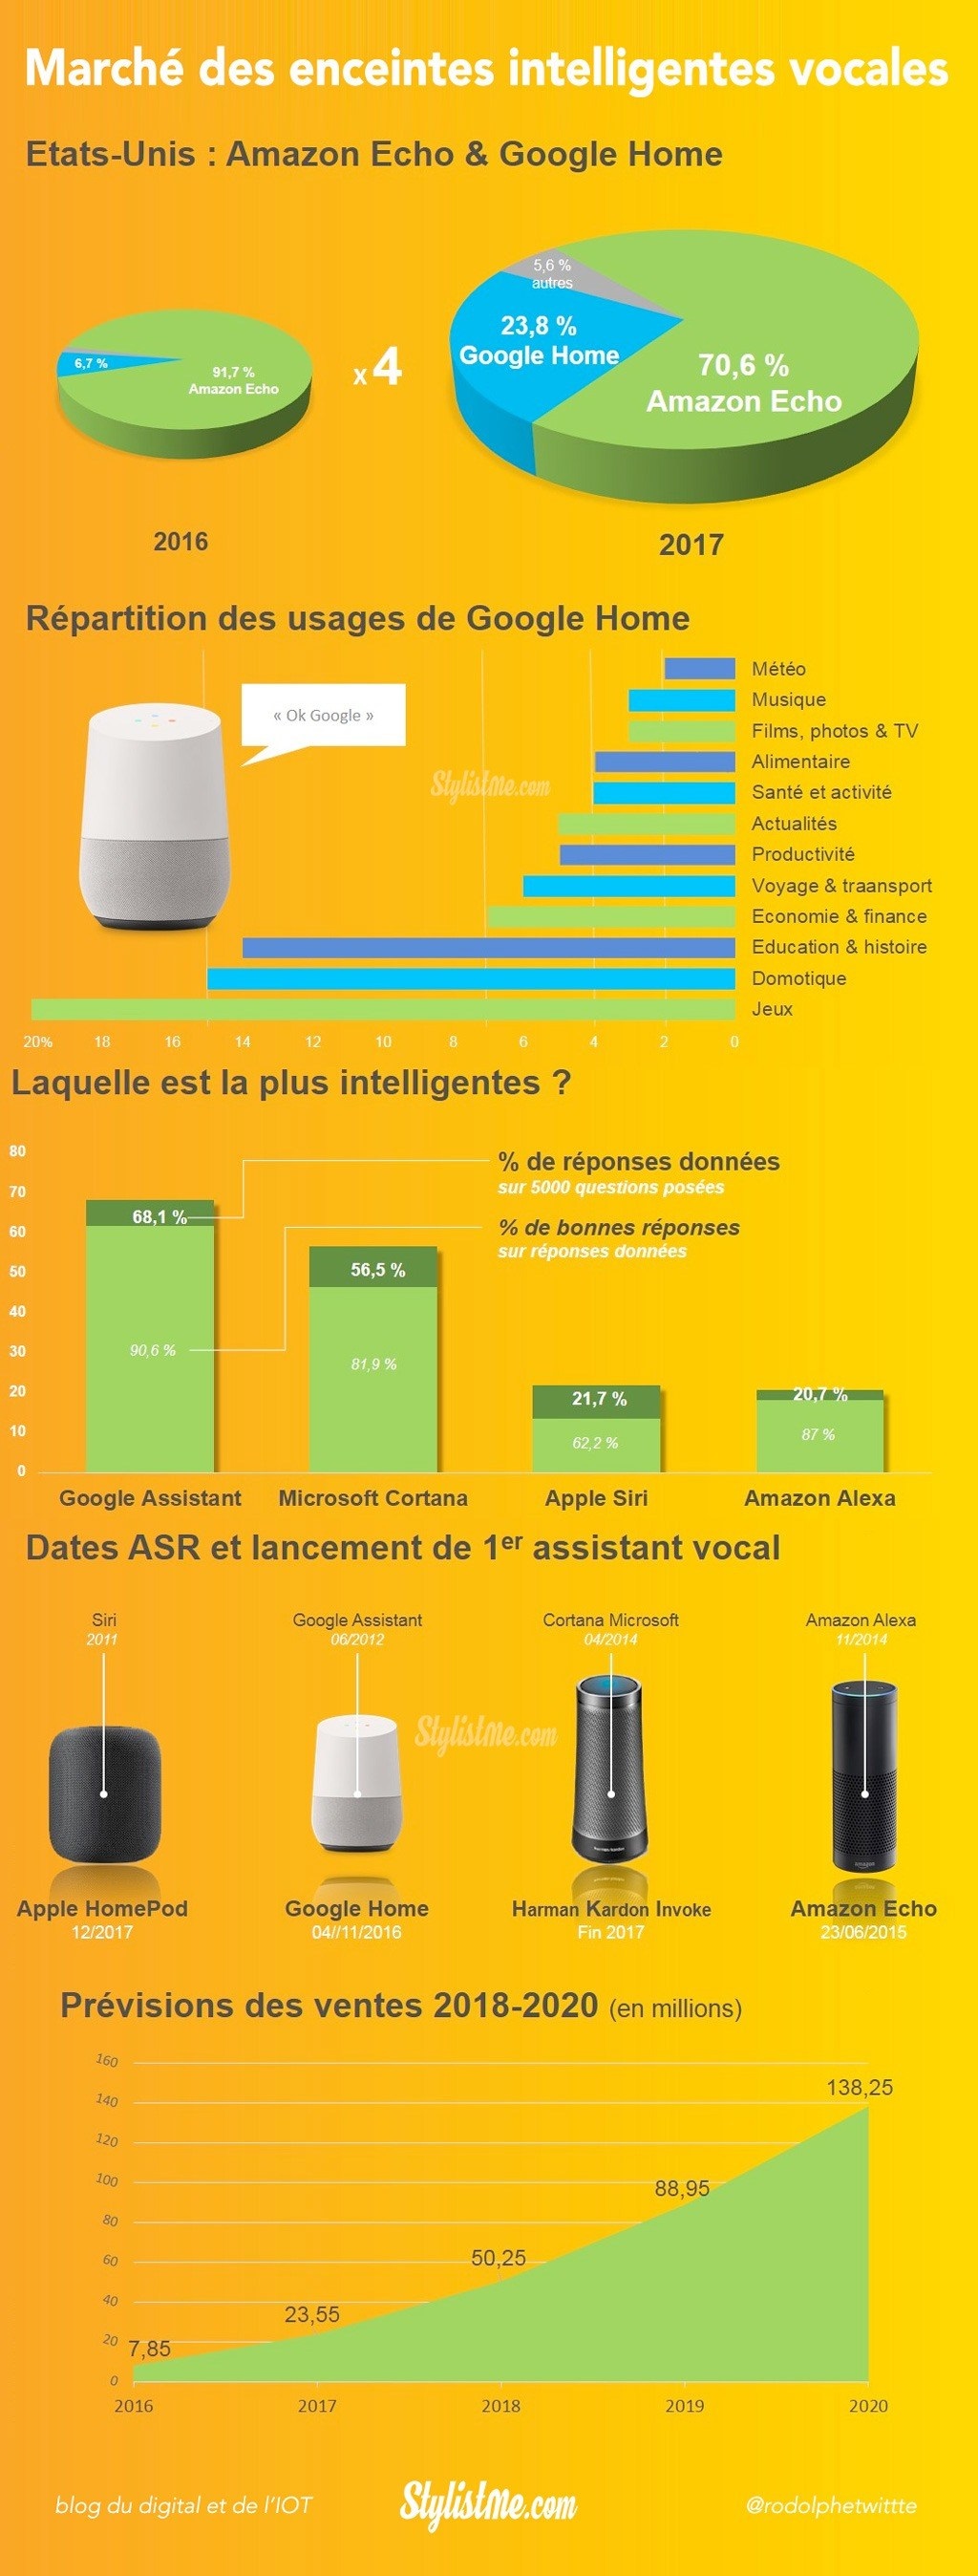 Marché des enceintes intelligentes vocales
Etats-Unis : Amazon Echo & Google Home
5,6 %
autres
23,8 %
Google Home
70,6 %
Amazon Echo
6,7 %
91,7 %
Amazon Echo
x 4
2016
2017
Répartition des usages de Google Home
« Ok Google »
StylistMe.com
Météo
Musique
Films, photos & TV
Alimentaire
Santé et activité
Actualités
Productivité
Voyage & traansport
Economie & finance
Education & histoire
Domotique
Jeux
20% 18 16 14 12 10 8 6 4 2 0
Laquelle est la plus intelligentes ?
80
70
60
50
40
30
20
10
0
% de réponses données
sur 5000 questions posées
% de bonnes réponses
sur réponses données
68,1 %
90,6 %
56,5 %
81,9 %
21,7 %
62,2 %
20,7 %
87 %
Google Assistant Microsoft Cortana Apple Siri Amazon Alexa
Dates ASR et lancement de 1er assistant vocal
Siri Google Assistant Cortana Microsoft Amazon Alexa
2011 06/2012 04/2014 11/2014
StylistMe.com
harman kardon
amazon
Apple HomePod Google Home Harman Kardon Invoke Amazon Echo
12/2017 04//11/2016 Fin 2017 23/06/2015
Prévisions des ventes 2018-2020 (en millions)
160
140
120
100
80
60
40
20
0
7,85
23,55
50,25
88,95
138,25
2016 2017 2018 2019 2020
blog du digital et de l'IOT StylistMe.com @rodolphetwittte